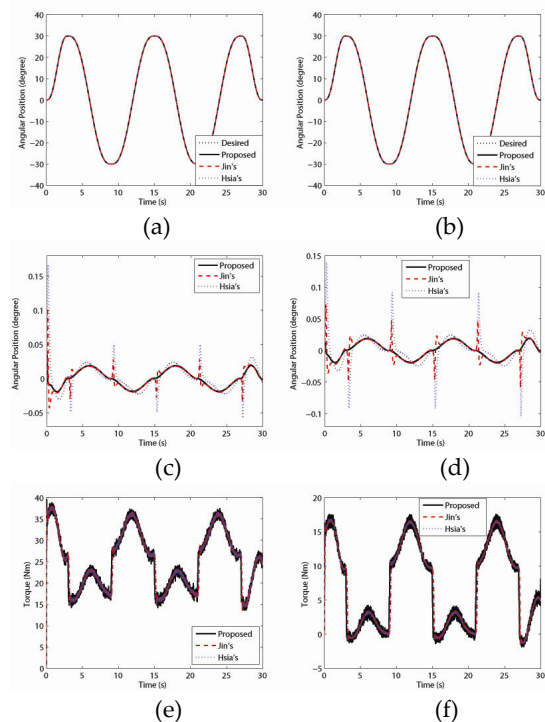 40
30
20
10
0
−10
−20
−30
−40
0 5 10 15 20 25 30
Angular Position (degree)
Time (s)
Desired
Proposed
Jin's
Hsia's
(a)
40
30
20
10
0
−10
−20
−30
−40
0 5 10 15 20 25 30
Angular Position (degree)
Time (s)
Desired
Proposed
Jin's
Hsia's
(b)
0.15
0.1
0.05
0
−0.05
0 5 10 15 20 25 30
Angular Position (degree)
Time (s)
Proposed
Jin's
Hsia's
(c)
0.15
0.1
0.05
0
−0.05
−0.1
0 5 10 15 20 25 30
Angular Position (degree)
Time (s)
Proposed
Jin's
Hsia's
(d)
40
35
30
25
20
15
10
5
0
0 5 10 15 20 25 30
Torque (Nm)
Time (s)
Proposed
Jin's
Hsia's
(e)
20
15
10
5
0
−5
0 5 10 15 20 25 30
Torque (Nm)
Time (s)
Proposed
Jin's
Hsia's
(f)